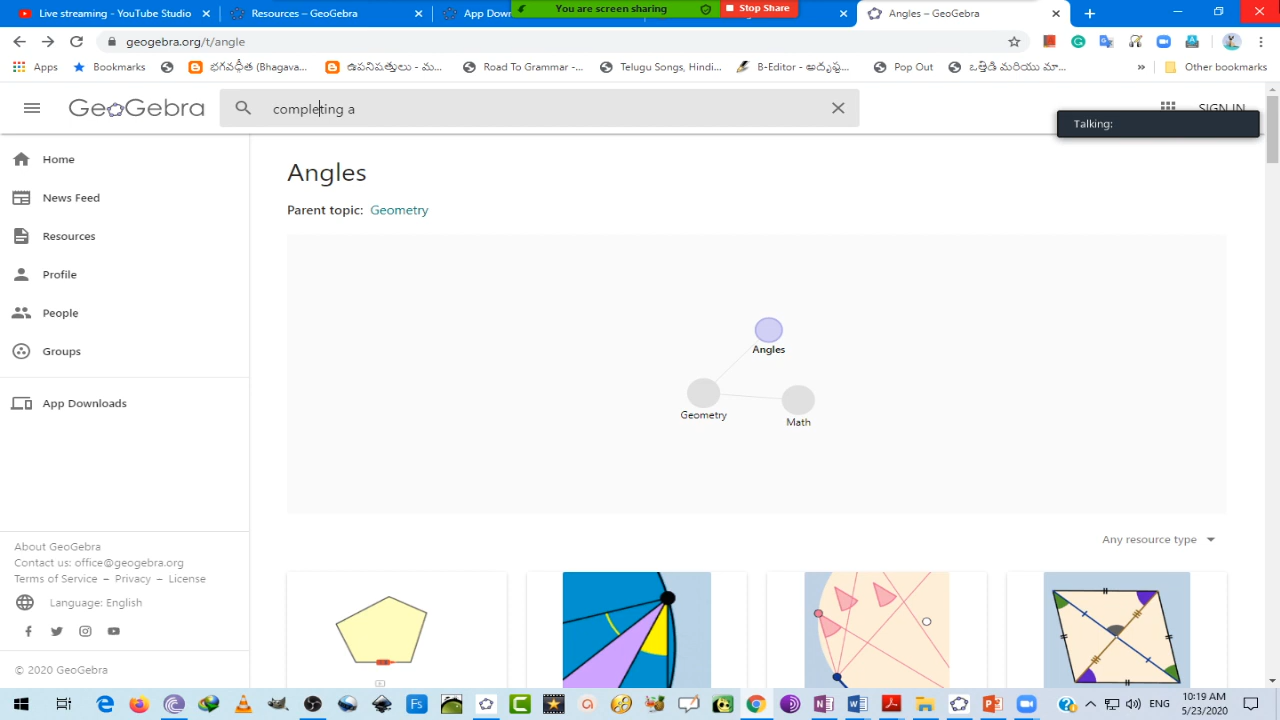 Live streaming - YouTube Studio
Resources – GeoGebra
App Dow
You are screen sharing
Stop Share
Angles – GeoGebra
geogebra.org/t/angle
Apps
Bookmarks
భగవద్గీత (Bhagava...
ఉపనిషత్తులు - మ...
Road To Grammar -...
Telugu Songs, Hindi...
Pop Out
ఒత్తిడి మరియు మా...
»
Other bookmarks
GeoGebra
completing a
SIGN IN
Talking:
Home
News Feed
Resources
Profile
People
Groups
App Downloads
Angles
Parent topic: Geometry
Angles
Geometry
Math
Any resource type
About GeoGebra
Contact us: office@geogebra.org
Terms of Service – Privacy – License
Language: English
© 2020 GeoGebra
ENG
10:19 AM
5/23/2020